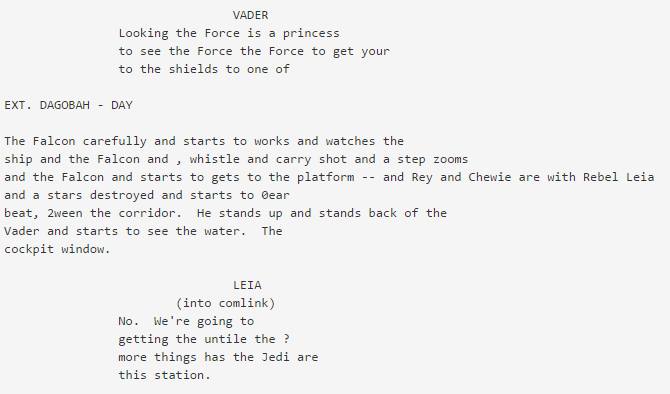 VADER
Looking the Force is a princess
to see the Force the Force to get your
to the shields to one of
EXT. DAGOBAH - DAY
The Falcon carefully and starts to works and watches the
ship and the Falcon and , whistle and carry shot and a step zooms
and the Falcon and starts to gets to the platform -- and Rey and Chewie are with Rebel Leia
and a stars destroyed and starts to 0ear
beat, 2ween the corridor.  He stands up and stands back of the
Vader and starts to see the water.  The
cockpit window.
LEIA
(into comlink)
No.  We're going to
getting the untile the ?
more things has the Jedi are
this station.